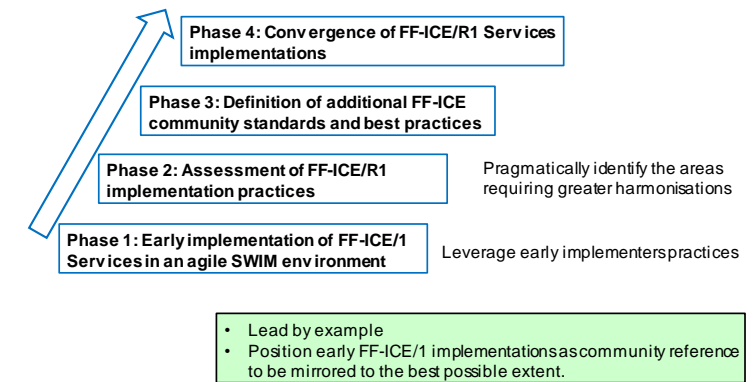 Phase 4: Convergence of FF-ICE/R1 Services
implementations
Phase 3: Definition of additional FF-ICE
community standards and best practices
Phase 2: Assessment of FF-ICE/R1
implementation practices
Pragmatically identify the areas
requiring greater harmonisations
Phase 1: Early implementation of FF-ICE/1
Services in an agile SWIM environment
Leverage early implementers practices
• Lead by example
• Position early FF-ICE/1 implementations as community reference
to be mirrored to the best possible extent.